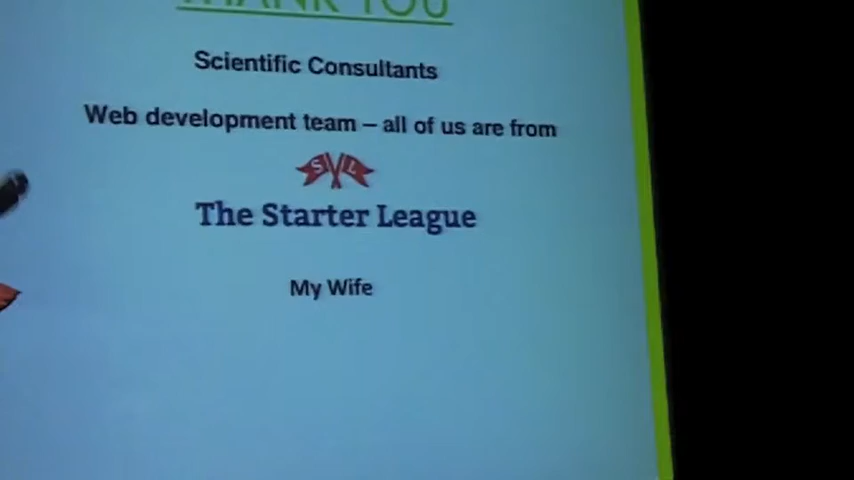 THANK YOU
Scientific Consultants
Web development team – all of us are from
S L
The Starter League
My Wife